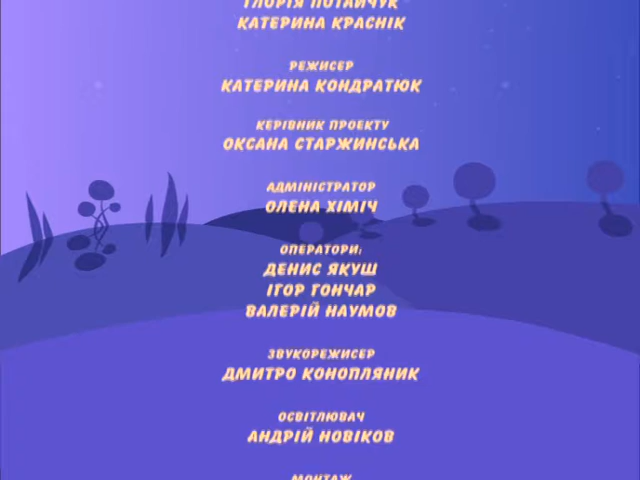 ГЛОРІЯ ПОТАЙЧУК
КАТЕРИНА КРАСНІК
РЕЖИСЕР
КАТЕРИНА КОНДРАТЮК
КЕРІВНИК ПРОЕКТУ
ОКСАНА СТАРЖИНСЬКА
АДМІНІСТРАТОР
ОЛЕНА ХІМІЧ
ОПЕРАТОРИ:
ДЕНИС ЯКУШ
ІГОР ГОНЧАР
ВАЛЕРІЙ НАУМОВ
ЗВУКОРЕЖИСЕР
ДМИТРО КОНОПЛЯНИК
ОСВІТЛЮВАЧ
АНДРІЙ НОВІКОВ
МОНТАЖ